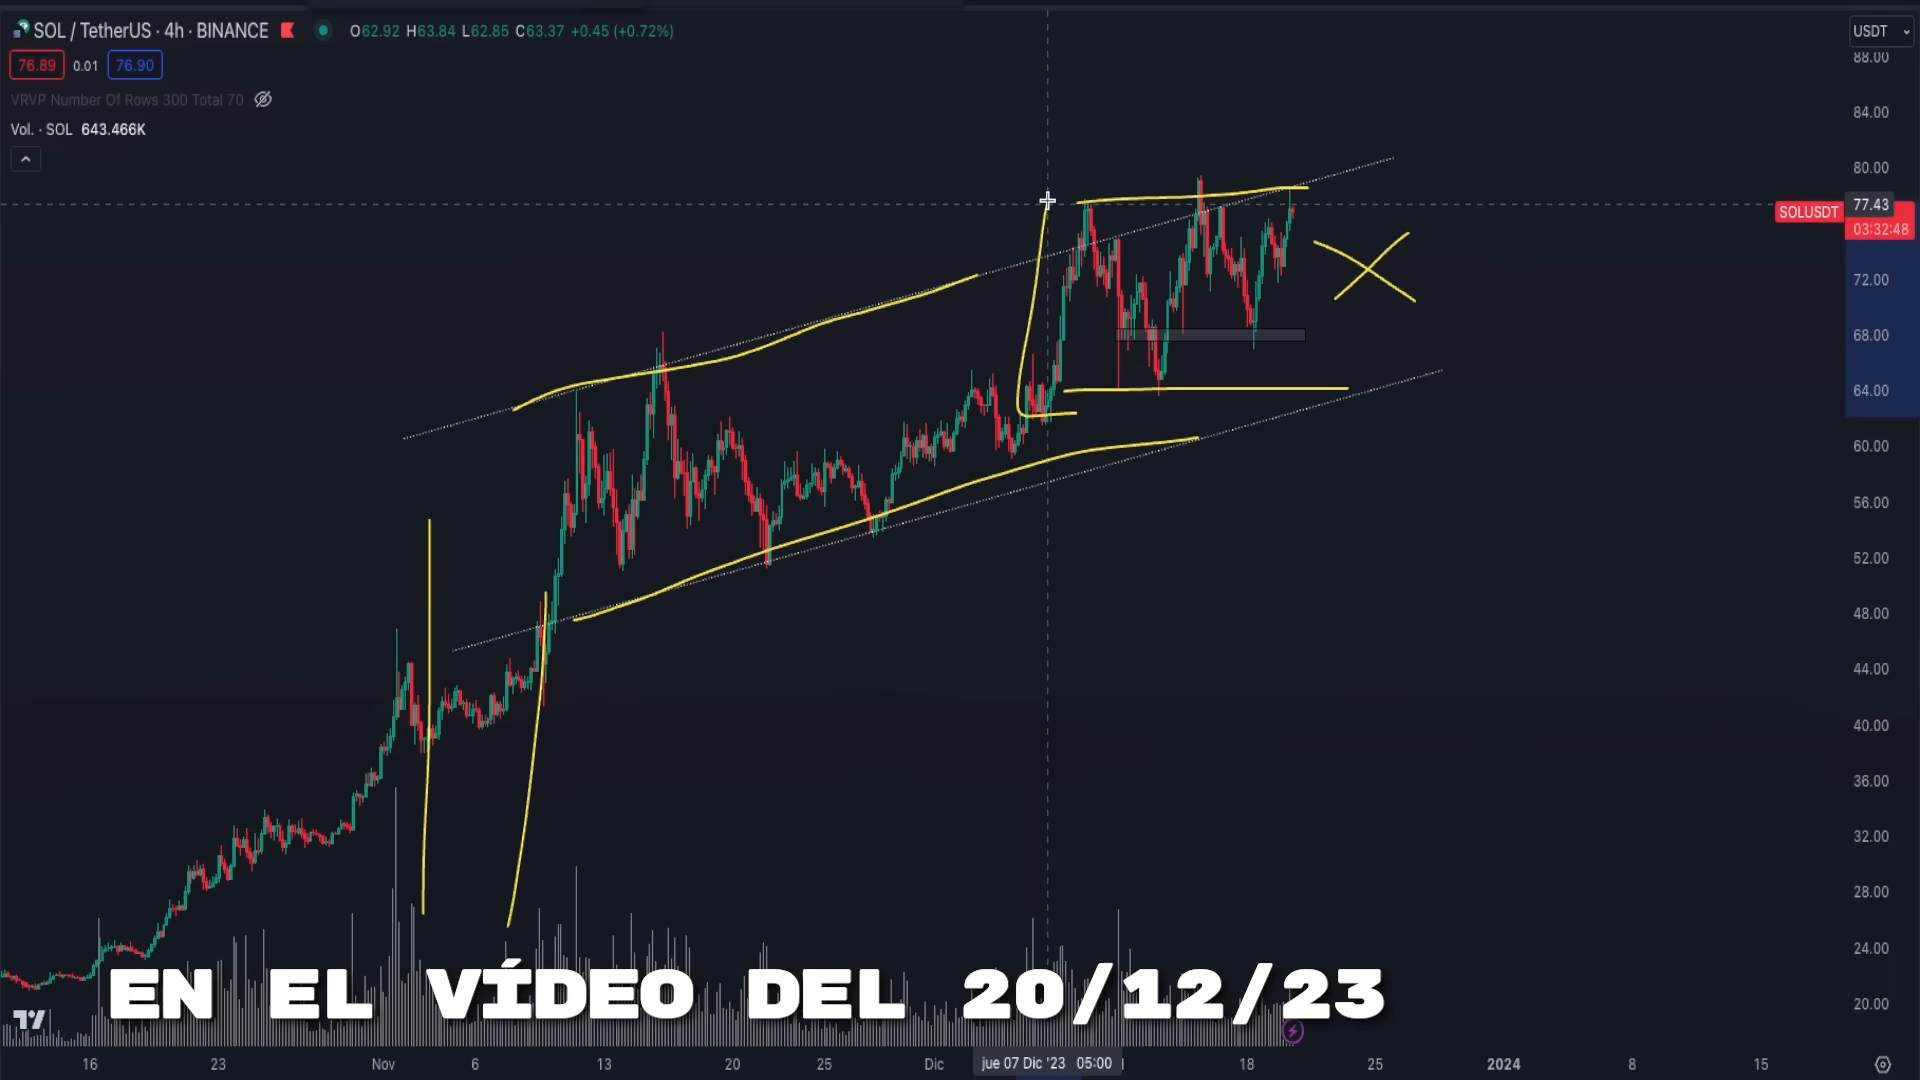 SOL / TetherUS · 4h · BINANCE O62.92 H63.84 L62.85 C63.37 +0.45 (+0.72%)
USDT
76.89 0.01 76.90
VRVP Number Of Rows 300 Total 70
Vol. · SOL 643.466K
88.00
84.00
80.00
77.43
SOLUSDT
03:32:48
72.00
68.00
64.00
60.00
56.00
52.00
48.00
44.00
40.00
36.00
32.00
28.00
24.00
20.00
EN EL VÍDEO DEL 20/12/23
16 23 Nov 6 13 20 25 Dic jue 07 Dic '23 05:00 18 25 2024 8 15